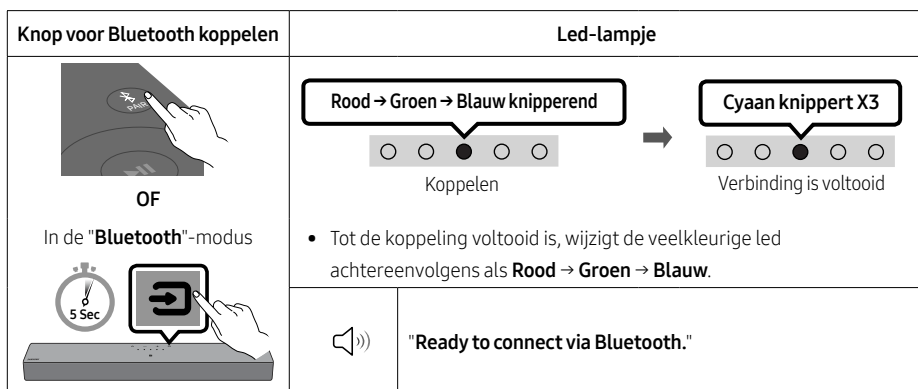 Knop voor Bluetooth koppelen
Led-lampje
PAIR
OF
In de "Bluetooth"-modus
5 Sec
Rood → Groen → Blauw knipperend
Koppelen
Cyaan knippert X3
Verbinding is voltooid
• Tot de koppeling voltooid is, wijzigt de veelkleurige led
achtereenvolgens als Rood → Groen → Blauw.
"Ready to connect via Bluetooth."